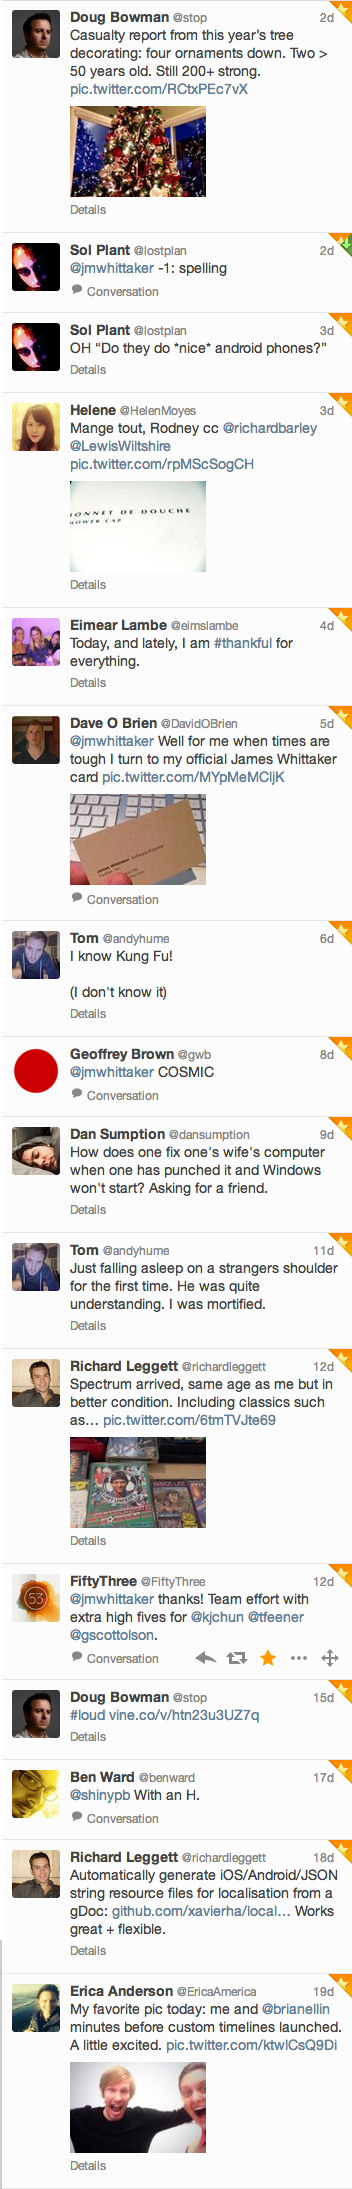 Doug Bowman @stop 2d
Casualty report from this year's tree
decorating: four ornaments down. Two >
50 years old. Still 200+ strong.
pic.twitter.com/RCtxPEc7vX
Details
Sol Plant @lostplan 2d
@jmwhittaker -1: spelling
Conversation
Sol Plant @lostplan 3d
OH “Do they do *nice* android phones?”
Details
Helene @HelenMoyes 3d
Mange tout, Rodney cc @richardbarley
@LewisWiltshire
pic.twitter.com/rpMScSogCH
IONNET DE DOUCHE
HOWER CAP
Details
Eimear Lambe @eimslambe 4d
Today, and lately, I am #thankful for
everything.
Details
Dave O Brien @DavidOBrien 5d
@jmwhittaker Well for me when times are
tough I turn to my official James Whittaker
card pic.twitter.com/MYpMeMCljK
James Whittaker Software Engineer
Conversation
Tom @andyhume 6d
I know Kung Fu!
(I don't know it)
Details
Geoffrey Brown @gwb 8d
@jmwhittaker COSMIC
Conversation
Dan Sumption @dansumption 9d
How does one fix one's wife's computer
when one has punched it and Windows
won't start? Asking for a friend.
Details
Tom @andyhume 11d
Just falling asleep on a strangers shoulder
for the first time. He was quite
understanding. I was mortified.
Details
Richard Leggett @richardleggett 12d
Spectrum arrived, same age as me but in
better condition. Including classics such
as… pic.twitter.com/6tmTVJte69
Details
FiftyThree @FiftyThree 12d
53
@jmwhittaker thanks! Team effort with
extra high fives for @kjchun @tfeener
@gscottolson.
Conversation
Doug Bowman @stop 15d
#loud vine.co/v/htn23u3UZ7q
Details
Ben Ward @benward 17d
@shinypb With an H.
Conversation
Richard Leggett @richardleggett 18d
Automatically generate iOS/Android/JSON
string resource files for localisation from a
gDoc: github.com/xavierha/local… Works
great + flexible.
Details
Erica Anderson @EricaAmerica 19d
My favorite pic today: me and @brianellin
minutes before custom timelines launched.
A little excited. pic.twitter.com/ktwlCsQ9Di
Details